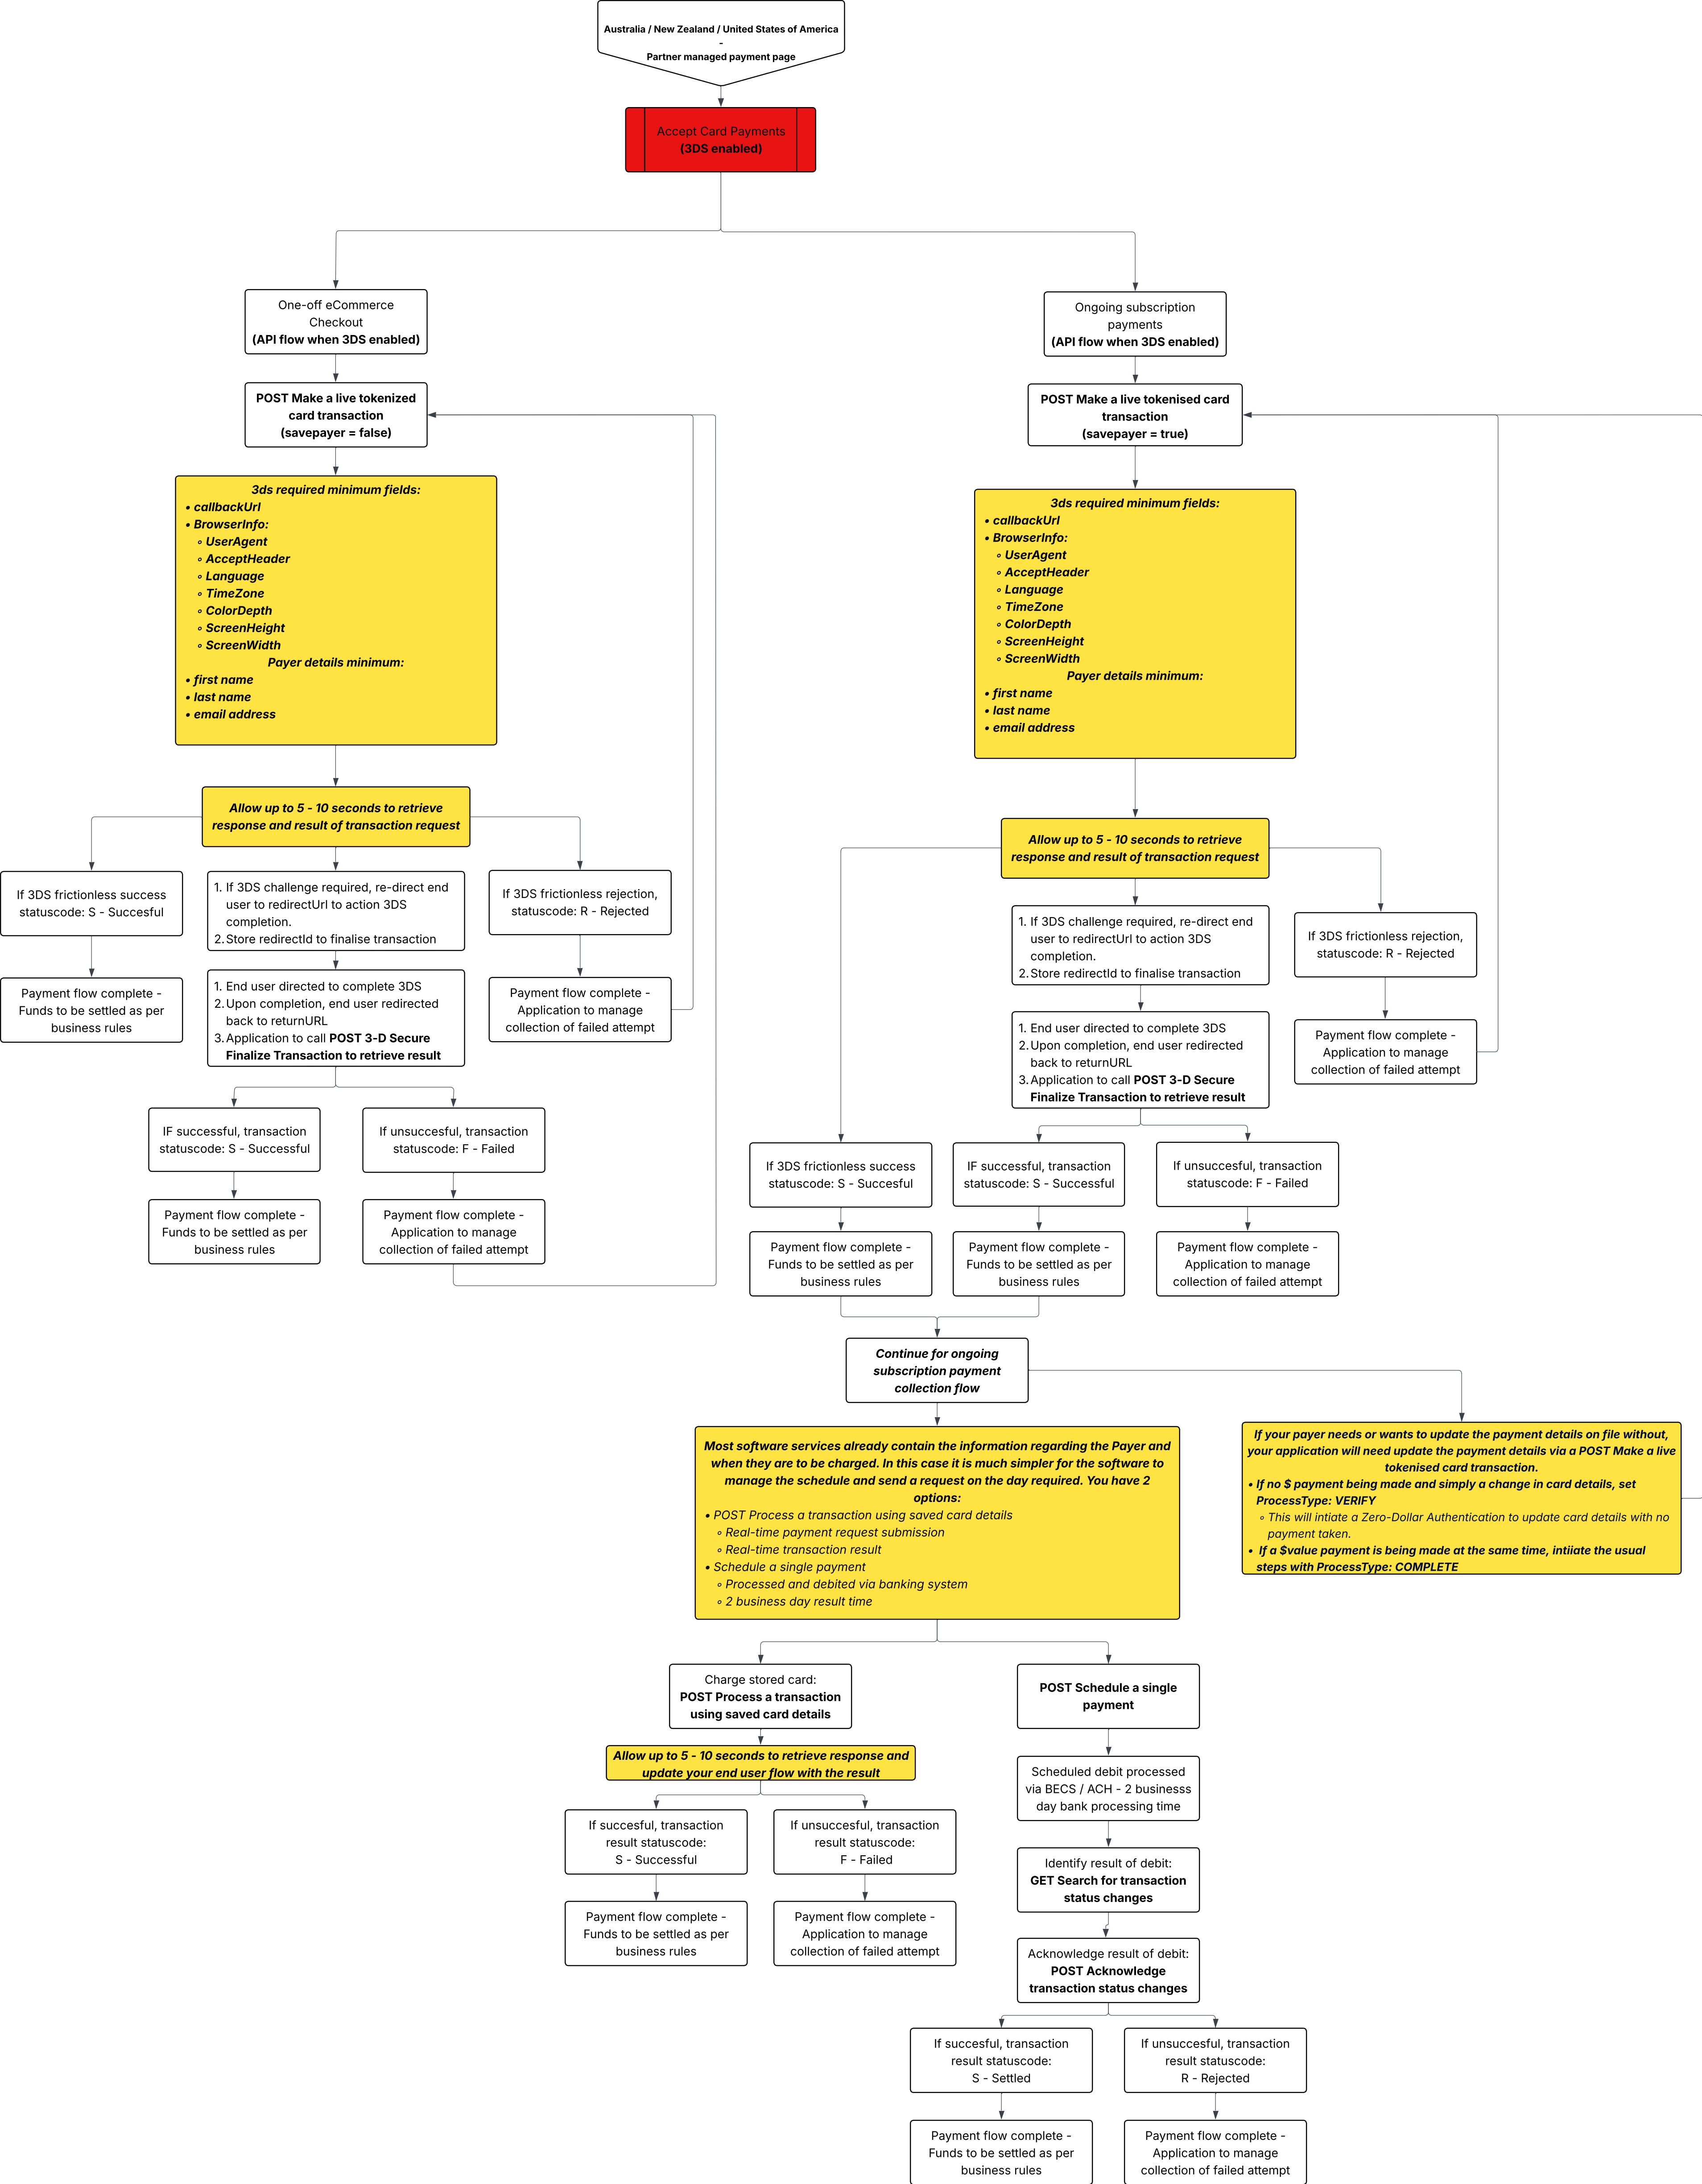 Australia / New Zealand / United States of America
-
Partner managed payment page
Accept Card Payments
(3DS enabled)
One-off eCommerce
Checkout
(API flow when 3DS enabled)
POST Make a live tokenized
card transaction
(savepayer = false)
3ds required minimum fields:
• callbackUrl
• BrowserInfo:
◦ UserAgent
◦ AcceptHeader
◦ Language
◦ TimeZone
◦ ColorDepth
◦ ScreenHeight
◦ ScreenWidth
Payer details minimum:
• first name
• last name
• email address
Allow up to 5 - 10 seconds to retrieve
response and result of transaction request
If 3DS frictionless success
statuscode: S - Succesful
Payment flow complete -
Funds to be settled as per
business rules
1. If 3DS challenge required, re-direct end
user to redirectUrl to action 3DS
completion.
2. Store redirectId to finalise transaction
1. End user directed to complete 3DS
2. Upon completion, end user redirected
back to returnURL
3. Application to call POST 3-D Secure
Finalize Transaction to retrieve result
If 3DS frictionless rejection,
statuscode: R - Rejected
Payment flow complete -
Application to manage
collection of failed attempt
IF successful, transaction
statuscode: S - Successful
Payment flow complete -
Funds to be settled as per
business rules
If unsuccesful, transaction
statuscode: F - Failed
Payment flow complete -
Application to manage
collection of failed attempt
Ongoing subscription
payments
(API flow when 3DS enabled)
POST Make a live tokenised card
transaction
(savepayer = true)
3ds required minimum fields:
• callbackUrl
• BrowserInfo:
◦ UserAgent
◦ AcceptHeader
◦ Language
◦ TimeZone
◦ ColorDepth
◦ ScreenHeight
◦ ScreenWidth
Payer details minimum:
• first name
• last name
• email address
Allow up to 5 - 10 seconds to retrieve
response and result of transaction request
1. If 3DS challenge required, re-direct end
user to redirectUrl to action 3DS
completion.
2. Store redirectId to finalise transaction
1. End user directed to complete 3DS
2. Upon completion, end user redirected
back to returnURL
3. Application to call POST 3-D Secure
Finalize Transaction to retrieve result
If 3DS frictionless rejection,
statuscode: R - Rejected
Payment flow complete -
Application to manage
collection of failed attempt
If 3DS frictionless success
statuscode: S - Succesful
Payment flow complete -
Funds to be settled as per
business rules
IF successful, transaction
statuscode: S - Successful
Payment flow complete -
Funds to be settled as per
business rules
If unsuccesful, transaction
statuscode: F - Failed
Payment flow complete -
Application to manage
collection of failed attempt
Continue for ongoing
subscription payment
collection flow
Most software services already contain the information regarding the Payer and
when they are to be charged. In this case it is much simpler for the software to
manage the schedule and send a request on the day required. You have 2
options:
• POST Process a transaction using saved card details
◦ Real-time payment request submission
◦ Real-time transaction result
• Schedule a single payment
◦ Processed and debited via banking system
◦ 2 business day result time
If your payer needs or wants to update the payment details on file without,
your application will need update the payment details via a POST Make a live
tokenised card transaction.
• If no $ payment being made and simply a change in card details, set
ProcessType: VERIFY
◦ This will intiate a Zero-Dollar Authentication to update card details with no
payment taken.
• If a $value payment is being made at the same time, intiiate the usual
steps with ProcessType: COMPLETE
Charge stored card:
POST Process a transaction
using saved card details
Allow up to 5 - 10 seconds to retrieve response and
update your end user flow with the result
If succesful, transaction
result statuscode:
S - Successful
Payment flow complete -
Funds to be settled as per
business rules
If unsuccesful, transaction
result statuscode:
F - Failed
Payment flow complete -
Application to manage
collection of failed attempt
POST Schedule a single
payment
Scheduled debit processed
via BECS / ACH - 2 businesss
day bank processing time
Identify result of debit:
GET Search for transaction
status changes
Acknowledge result of debit:
POST Acknowledge
transaction status changes
If succesful, transaction
result statuscode:
S - Settled
Payment flow complete -
Funds to be settled as per
business rules
If unsuccesful, transaction
result statuscode:
R - Rejected
Payment flow complete -
Application to manage
collection of failed attempt